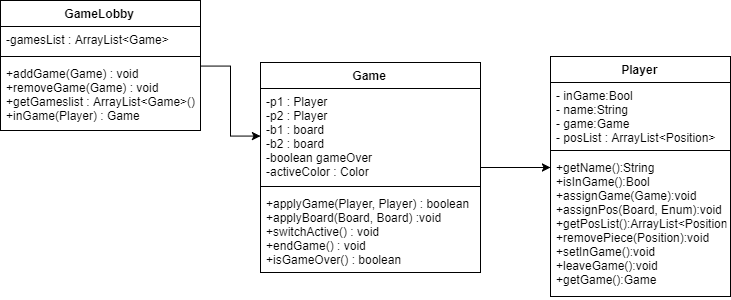 GameLobby
-gamesList : ArrayList<Game>
+addGame(Game) : void
+removeGame(Game) : void
+getGameslist : ArrayList<Game>()
+inGame(Player) : Game
Game
-p1 : Player
-p2 : Player
-b1 : board
-b2 : board
-boolean gameOver
-activeColor : Color
+applyGame(Player, Player) : boolean
+applyBoard(Board, Board) :void
+switchActive() : void
+endGame() : void
+isGameOver() : boolean
Player
- inGame:Bool
- name:String
- game:Game
- posList : ArrayList<Position>
+getName():String
+isInGame():Bool
+assignGame(Game):void
+assignPos(Board, Enum):void
+getPosList():ArrayList<Position
+removePiece(Position):void
+setInGame():void
+leaveGame():void
+getGame():Game